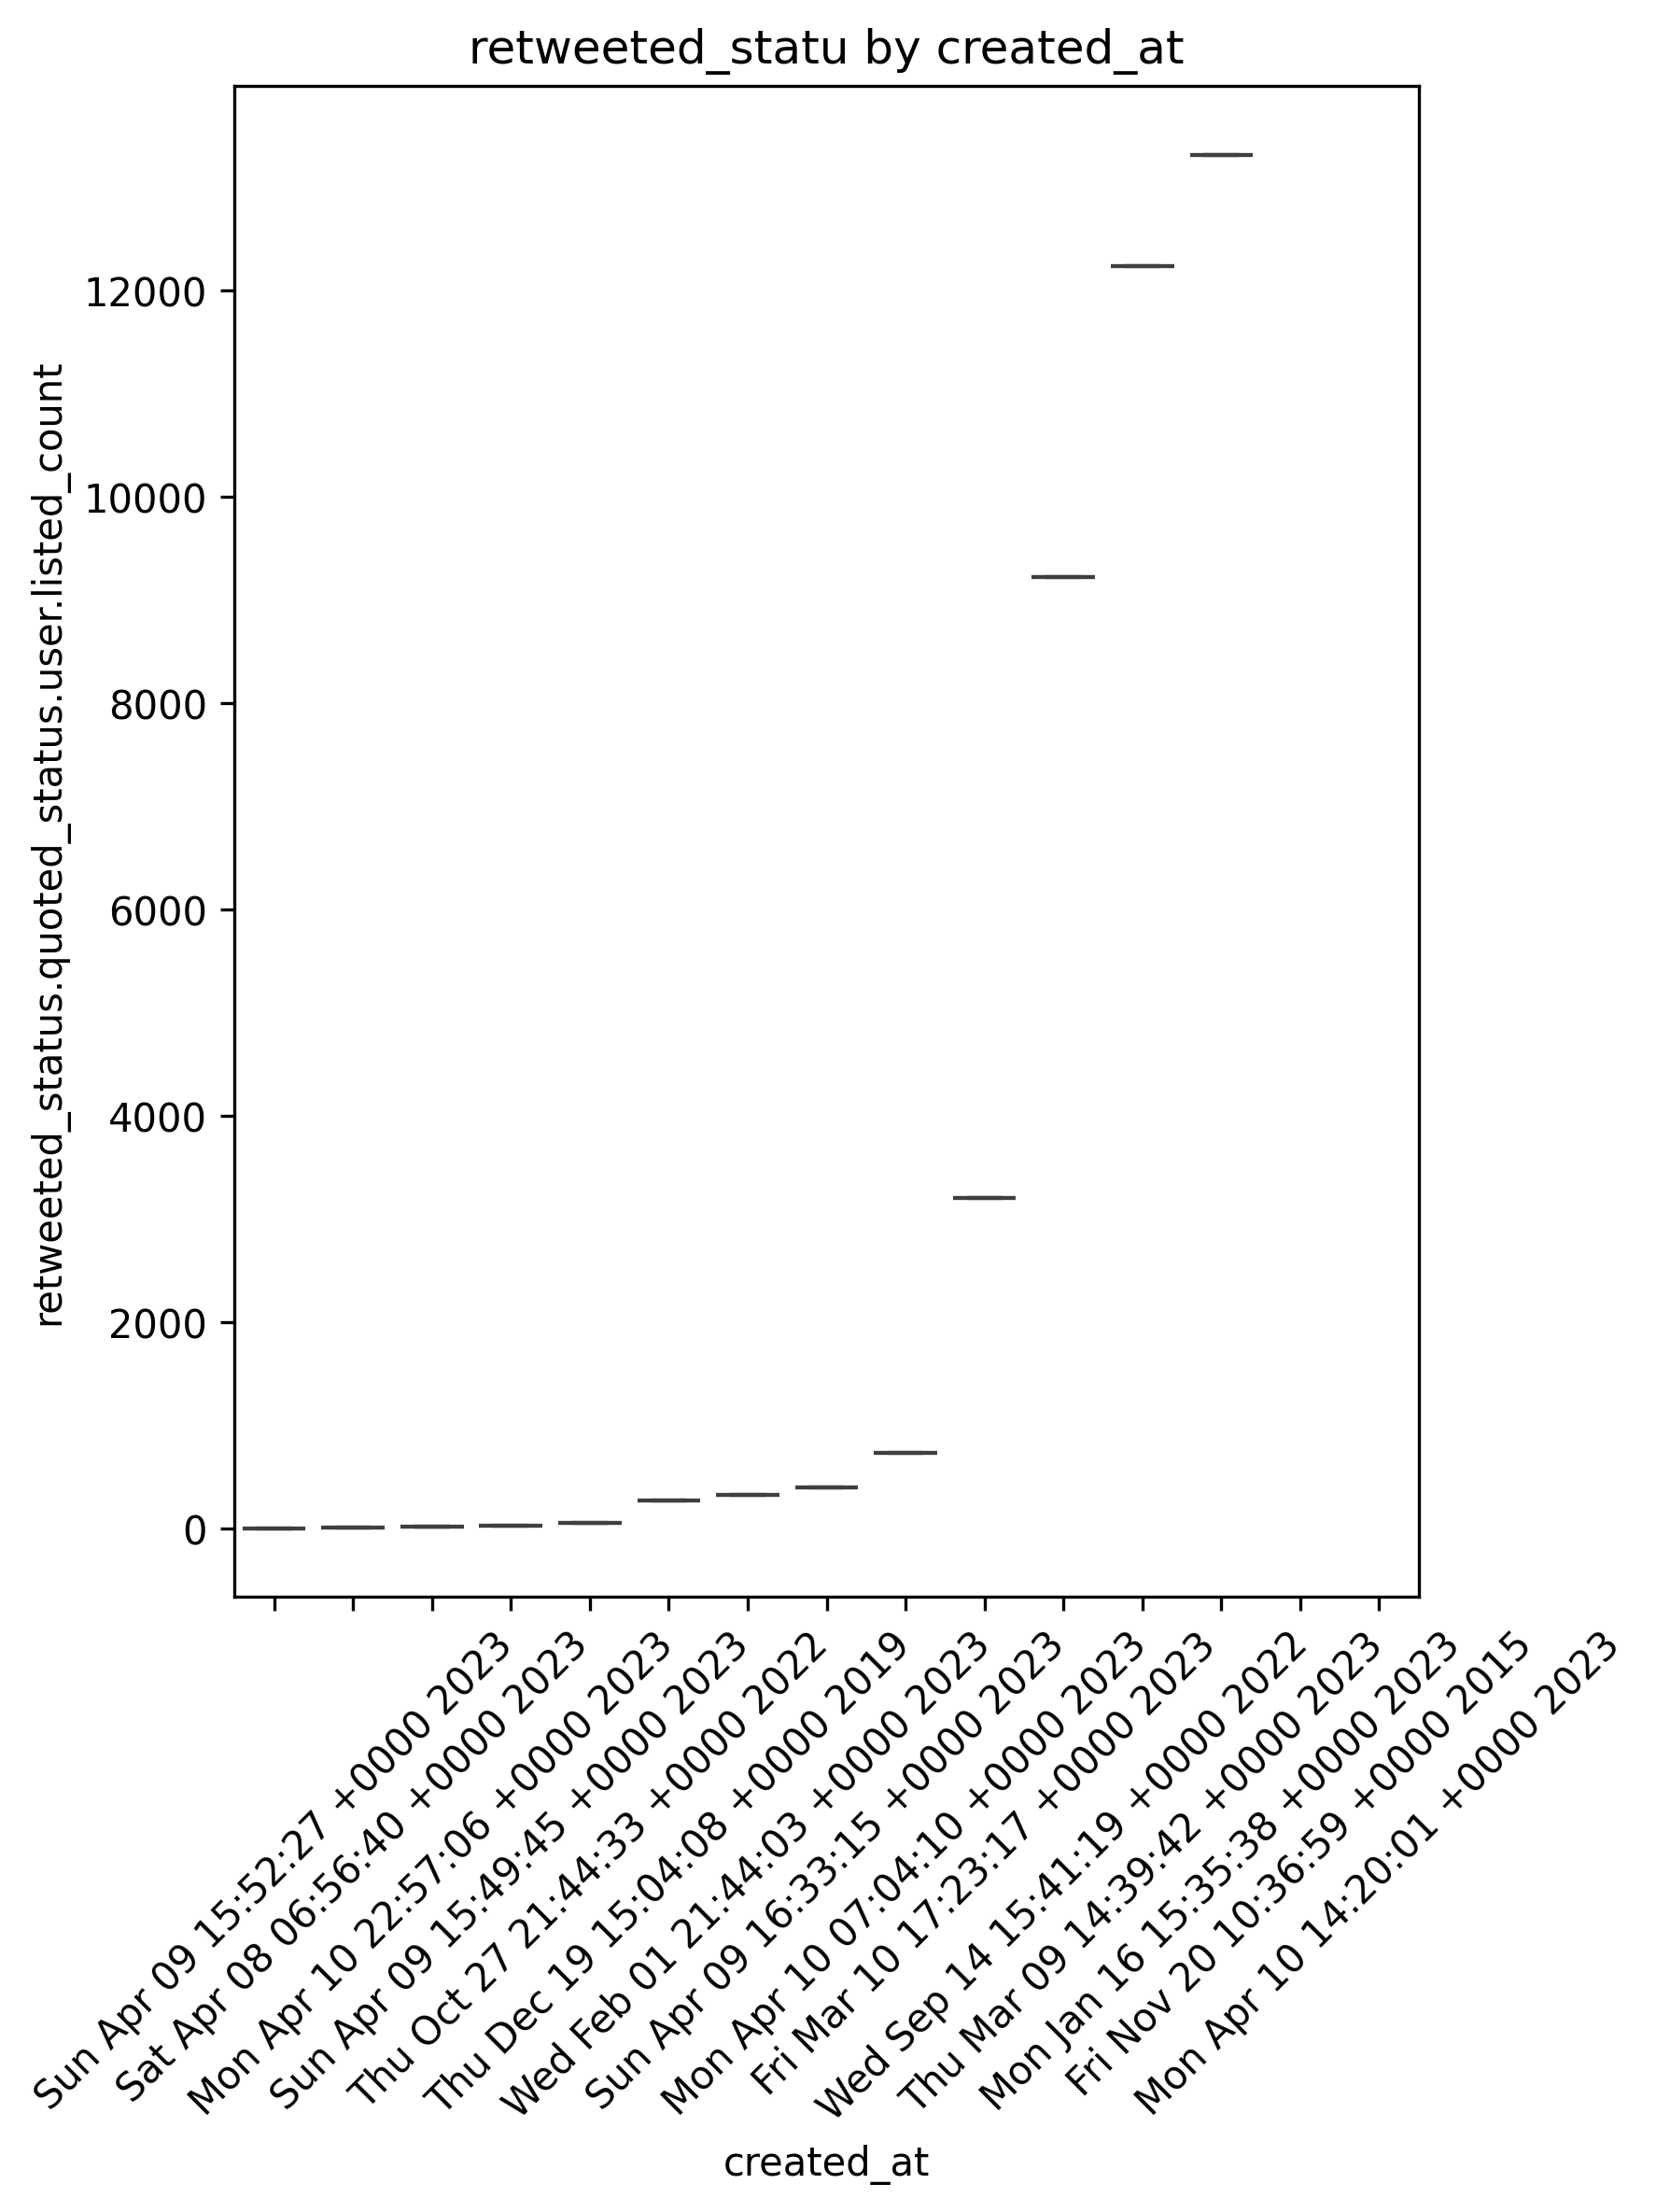 retweeted_statu by created_at
retweeted_status.quoted_status.user.listed_count
12000
10000
8000
6000
4000
2000
0
Sun Apr 09 15:52:27 +0000 2023
Sat Apr 08 06:56:40 +0000 2023
Mon Apr 10 22:57:06 +0000 2023
Sun Apr 09 15:49:45 +0000 2023
Thu Oct 27 21:44:33 +0000 2022
Thu Dec 19 15:04:08 +0000 2019
Wed Feb 01 21:44:03 +0000 2023
Sun Apr 09 16:33:15 +0000 2023
Mon Apr 10 07:04:10 +0000 2023
Fri Mar 10 17:23:17 +0000 2023
Wed Sep 14 15:41:19 +0000 2022
Thu Mar 09 14:39:42 +0000 2023
Mon Jan 16 15:35:38 +0000 2023
Fri Nov 20 10:36:59 +0000 2015
Mon Apr 10 14:20:01 +0000 2023
created_at